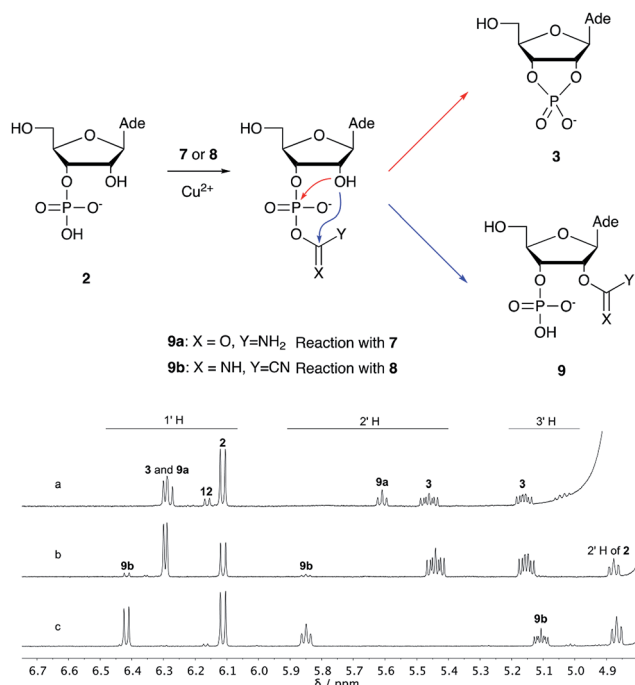 HO
O
Ade
O
O
P
O
O-
3
HO
O
Ade
O
OH
O=P–O-
OH
2
7 or 8
Cu2+
HO
O
Ade
O
OH
O=P–O-
O
Y
X
HO
O
Ade
O
O
Y
O=P–O-
X
OH
9
9a: X = O, Y=NH2 Reaction with 7
9b: X = NH, Y=CN Reaction with 8
1' H
2' H
3' H
2
3 and 9a
12
9a
3
3
a
9b
9b
2' H of 2
b
9b
c
6.7 6.6 6.5 6.4 6.3 6.2 6.1 6.0 5.9 5.8 5.7 5.6 5.5 5.4 5.3 5.2 5.1 5.0 4.9
δ / ppm